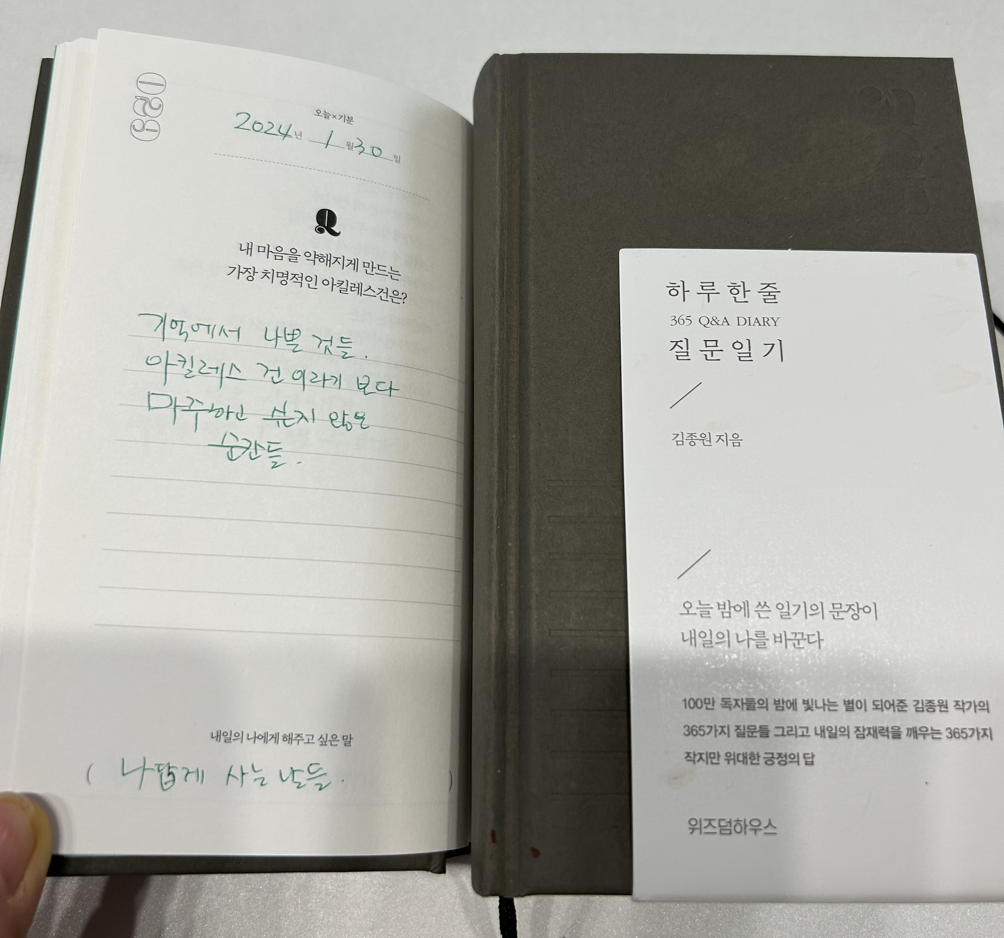 029
오늘×기분
2024년 1월 30일
Q
내 마음을 약해지게 만드는
가장 치명적인 아킬레스건은?
기억에서 나쁠 것들.
아킬레스 건이라기 보다
마주하고 싶지 않은
순간들.
내일의 나에게 해주고 싶은 말
( 나답게 사는 날들. )
하루 한 줄
365 Q&A DIARY
질문 일기
김종원 지음
오늘 밤에 쓴 일기의 문장이
내일의 나를 바꾼다
100만 독자들의 밤에 빛나는 별이 되어준 김종원 작가의
365가지 질문들 그리고 내일의 잠재력을 깨우는 365가지
작지만 위대한 긍정의 답
위즈덤하우스